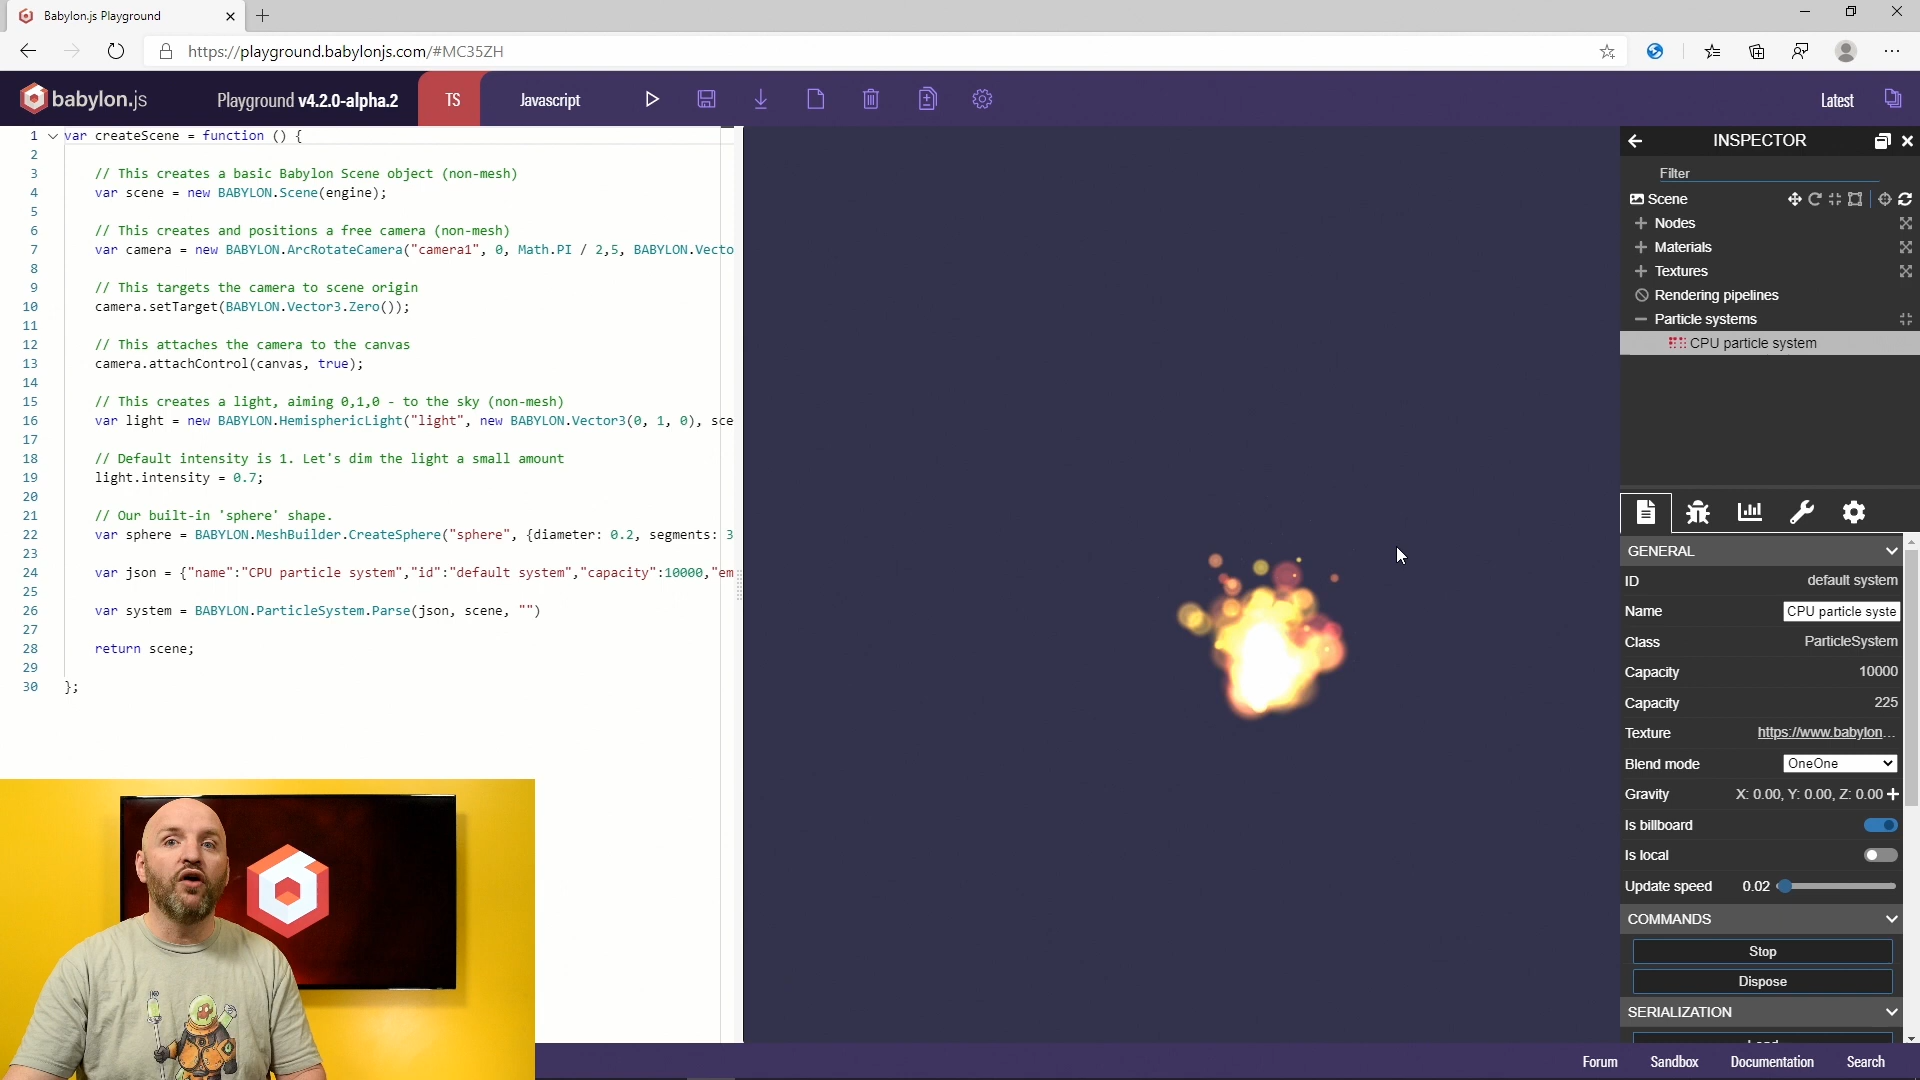 Babylon.js Playground
https://playground.babylonjs.com/#MC35ZH
babylon.js
Playground v4.2.0-alpha.2
TS
Javascript
Latest
1 var createScene = function () {
2
3 // This creates a basic Babylon Scene object (non-mesh)
4 var scene = new BABYLON.Scene(engine);
5
6 // This creates and positions a free camera (non-mesh)
7 var camera = new BABYLON.ArcRotateCamera("camera1", 0, Math.PI / 2,5, BABYLON.Vecto
8
9 // This targets the camera to scene origin
10 camera.setTarget(BABYLON.Vector3.Zero());
11
12 // This attaches the camera to the canvas
13 camera.attachControl(canvas, true);
14
15 // This creates a light, aiming 0,1,0 - to the sky (non-mesh)
16 var light = new BABYLON.HemisphericLight("light", new BABYLON.Vector3(0, 1, 0), sce
17
18 // Default intensity is 1. Let's dim the light a small amount
19 light.intensity = 0.7;
20
21 // Our built-in 'sphere' shape.
22 var sphere = BABYLON.MeshBuilder.CreateSphere("sphere", {diameter: 0.2, segments: 3
23
24 var json = {"name":"CPU particle system","id":"default system","capacity":10000,"em
25
26 var system = BABYLON.ParticleSystem.Parse(json, scene, "")
27
28 return scene;
29
30 };
INSPECTOR
Filter
Scene
Nodes
Materials
Textures
Rendering pipelines
Particle systems
CPU particle system
GENERAL
ID default system
Name CPU particle syste
Class ParticleSystem
Capacity 10000
Capacity 225
Texture https://www.babylon...
Blend mode OneOne
Gravity X: 0.00, Y: 0.00, Z: 0.00
Is billboard
Is local
Update speed 0.02
COMMANDS
Stop
Dispose
SERIALIZATION
Forum Sandbox Documentation Search